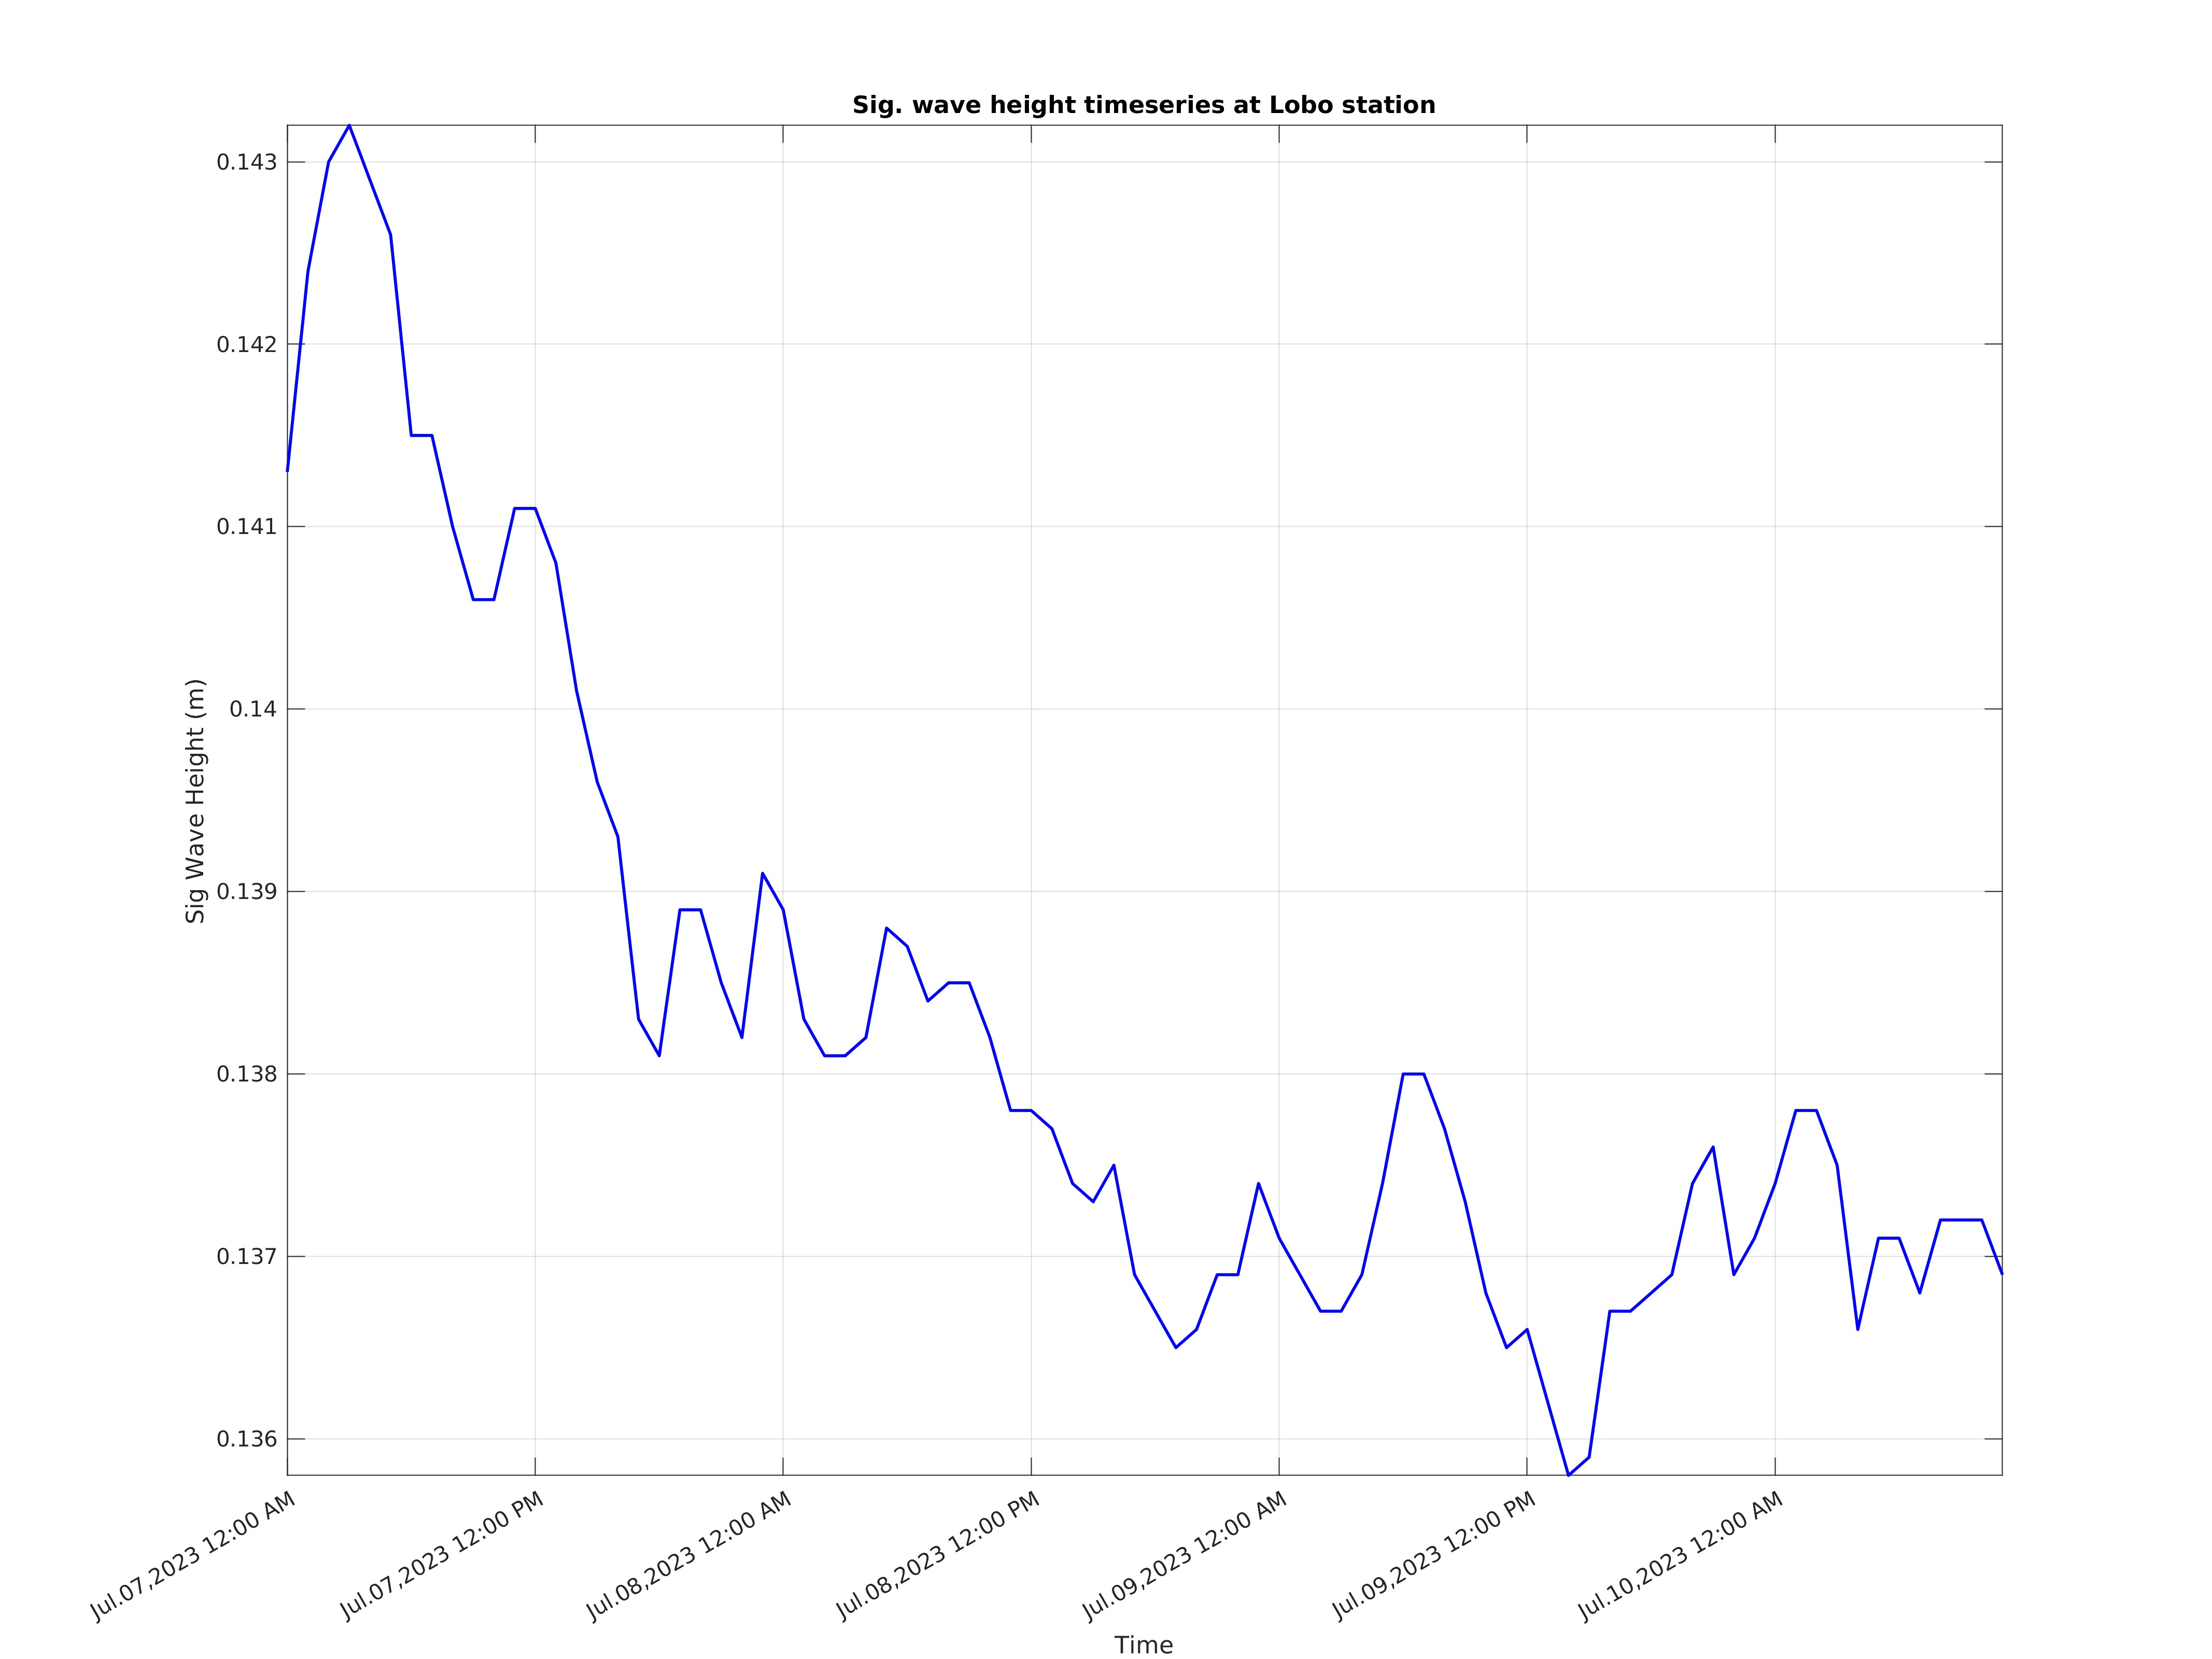 Sig. wave height timeseries at Lobo station
0.143
0.142
0.141
0.14
0.139
0.138
0.137
0.136
Sig Wave Height (m)
Jul.07,2023 12:00 AM
Jul.07,2023 12:00 PM
Jul.08,2023 12:00 AM
Jul.08,2023 12:00 PM
Jul.09,2023 12:00 AM
Jul.09,2023 12:00 PM
Jul.10,2023 12:00 AM
Time